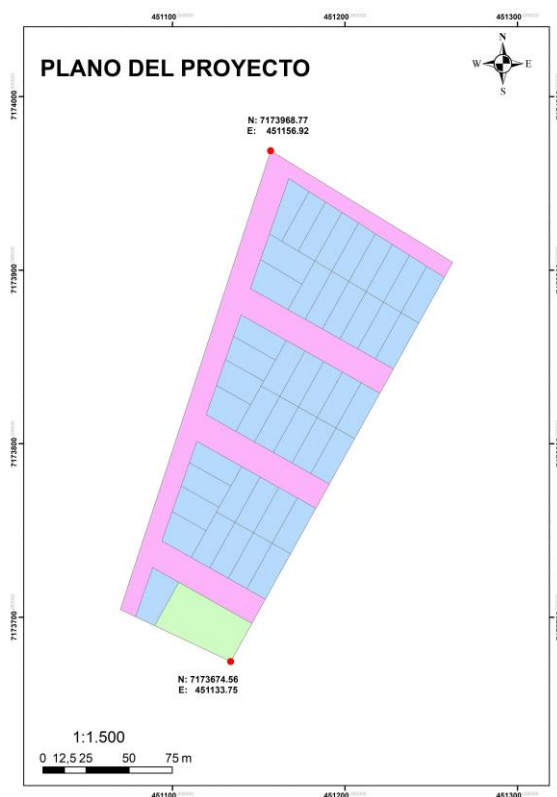 451100 451200 451300
PLANO DEL PROYECTO
N
W E
S
7174000
N: 7173968.77
E: 451156.92
7173900
7173800
7173700
N: 7173674.56
E: 451133.75
1:1.500
0 12,5 25 50 75 m
451100 451200 451300